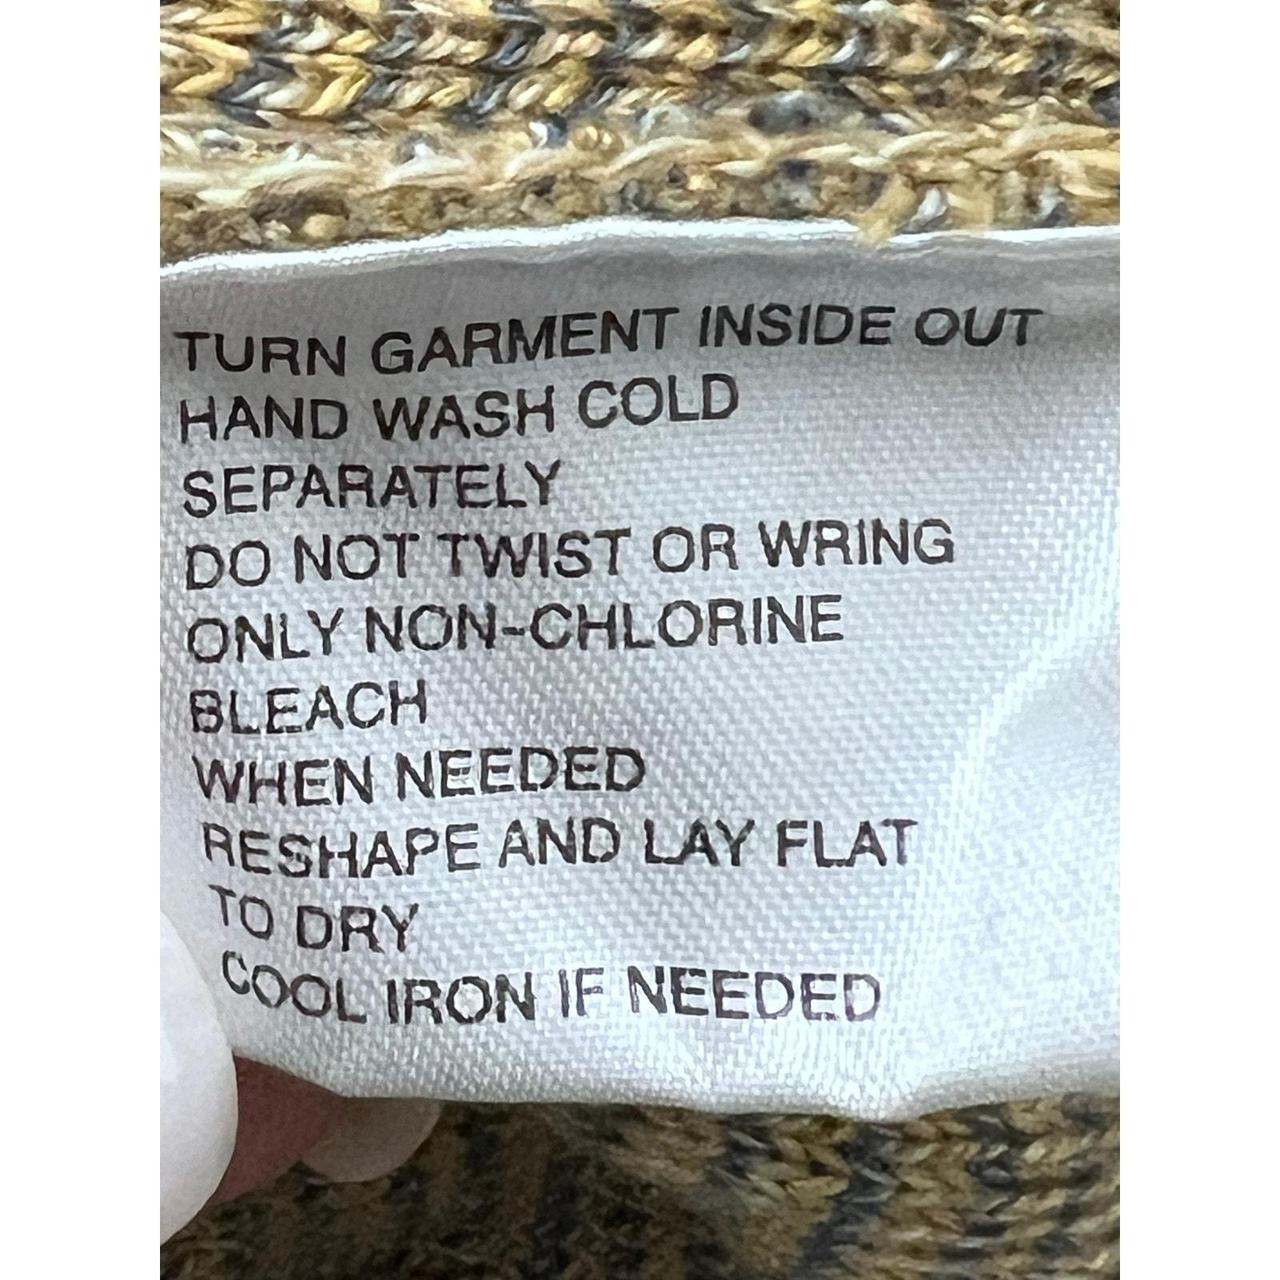 TURN GARMENT INSIDE OUT
HAND WASH COLD
SEPARATELY
DO NOT TWIST OR WRING
ONLY NON-CHLORINE
BLEACH
WHEN NEEDED
RESHAPE AND LAY FLAT
TO DRY
COOL IRON IF NEEDED